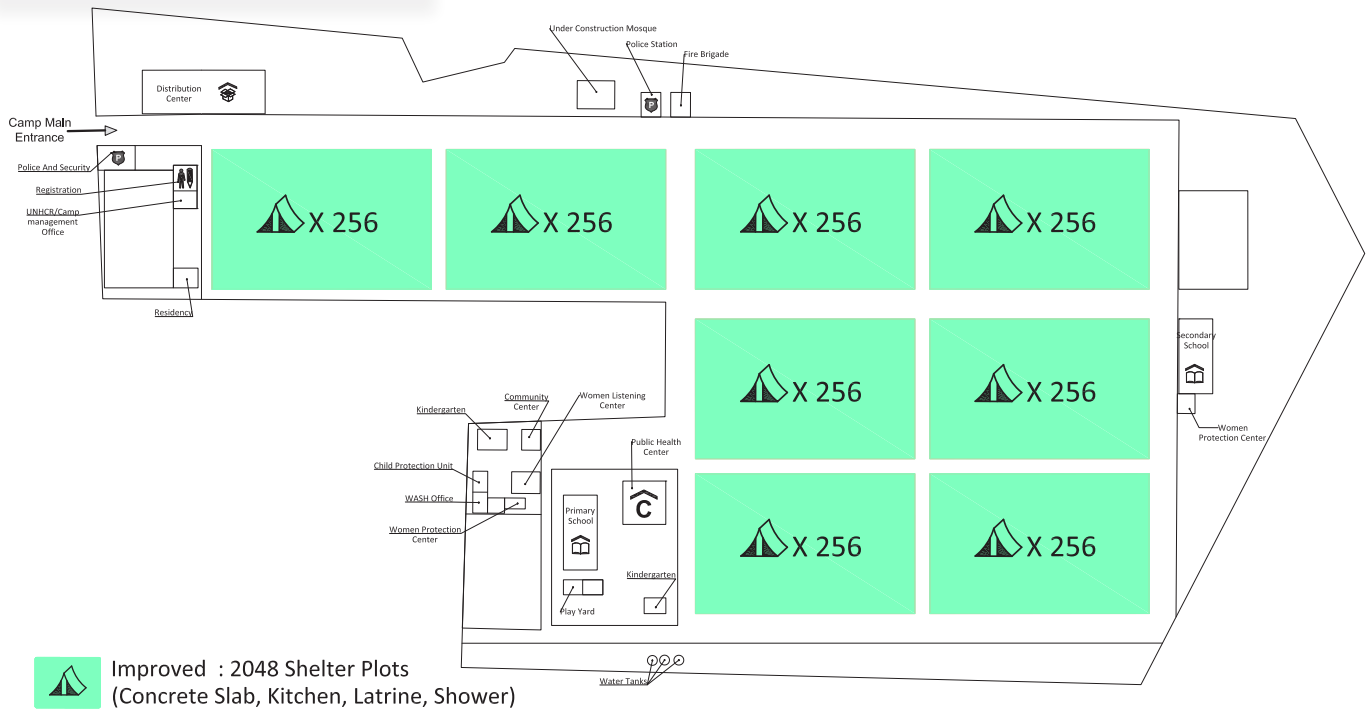 Under Construction Mosque
Police Station
Fire Brigade
Distribution
Center
Camp Main
Entrance
Police And Security
P
P
Registration
UNHCR/Camp
management
Office
Residency
X 256
X 256
X 256
X 256
X 256
X 256
X 256
X 256
Secondary
School
Women
Protection Center
Kindergarten
Community
Center
Women Listening
Center
Child Protection Unit
WASH Office
Women Protection
Center
Public Health
Center
C
Primary
School
Kindergarten
Play Yard
Water Tanks
Improved : 2048 Shelter Plots
(Concrete Slab, Kitchen, Latrine, Shower)